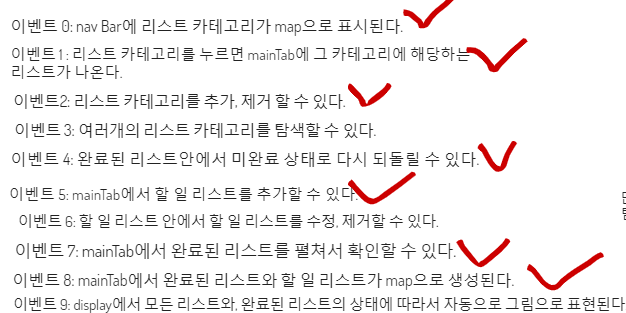 이벤트 0: nav Bar에 리스트 카테고리가 map으로 표시된다.
이벤트1 : 리스트 카테고리를 누르면 mainTab에 그 카테고리에 해당하는
리스트가 나온다.
이벤트2: 리스트 카테고리를 추가, 제거 할 수 있다.
이벤트 3: 여러개의 리스트 카테고리를 탐색할 수 있다.
이벤트 4: 완료된 리스트안에서 미완료 상태로 다시 되돌릴 수 있다.
이벤트 5: mainTab에서 할 일 리스트를 추가할 수 있다.
이벤트 6: 할 일 리스트 안에서 할 일 리스트를 수정, 제거할 수 있다.
이벤트 7: mainTab에서 완료된 리스트를 펼쳐서 확인할 수 있다.
이벤트 8: mainTab에서 완료된 리스트와 할 일 리스트가 map으로 생성된다.
이벤트 9: display에서 모든 리스트와, 완료된 리스트의 상태에 따라서 자동으로 그림으로 표현된다